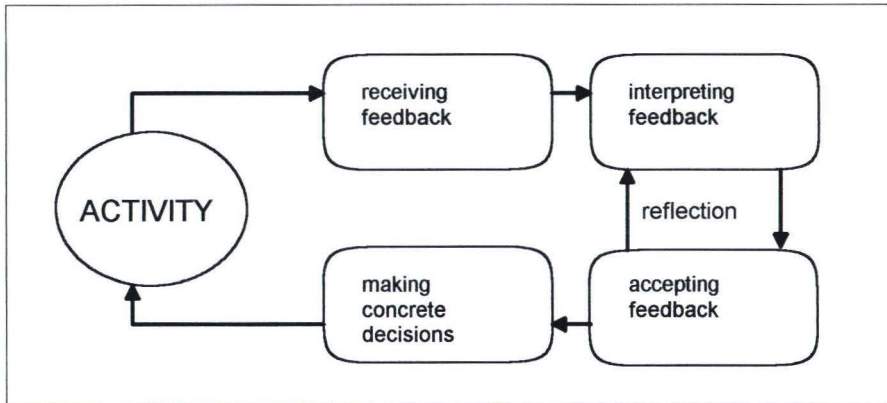 receiving
feedback
interpreting
feedback
ACTIVITY
reflection
making
concrete
decisions
accepting
feedback